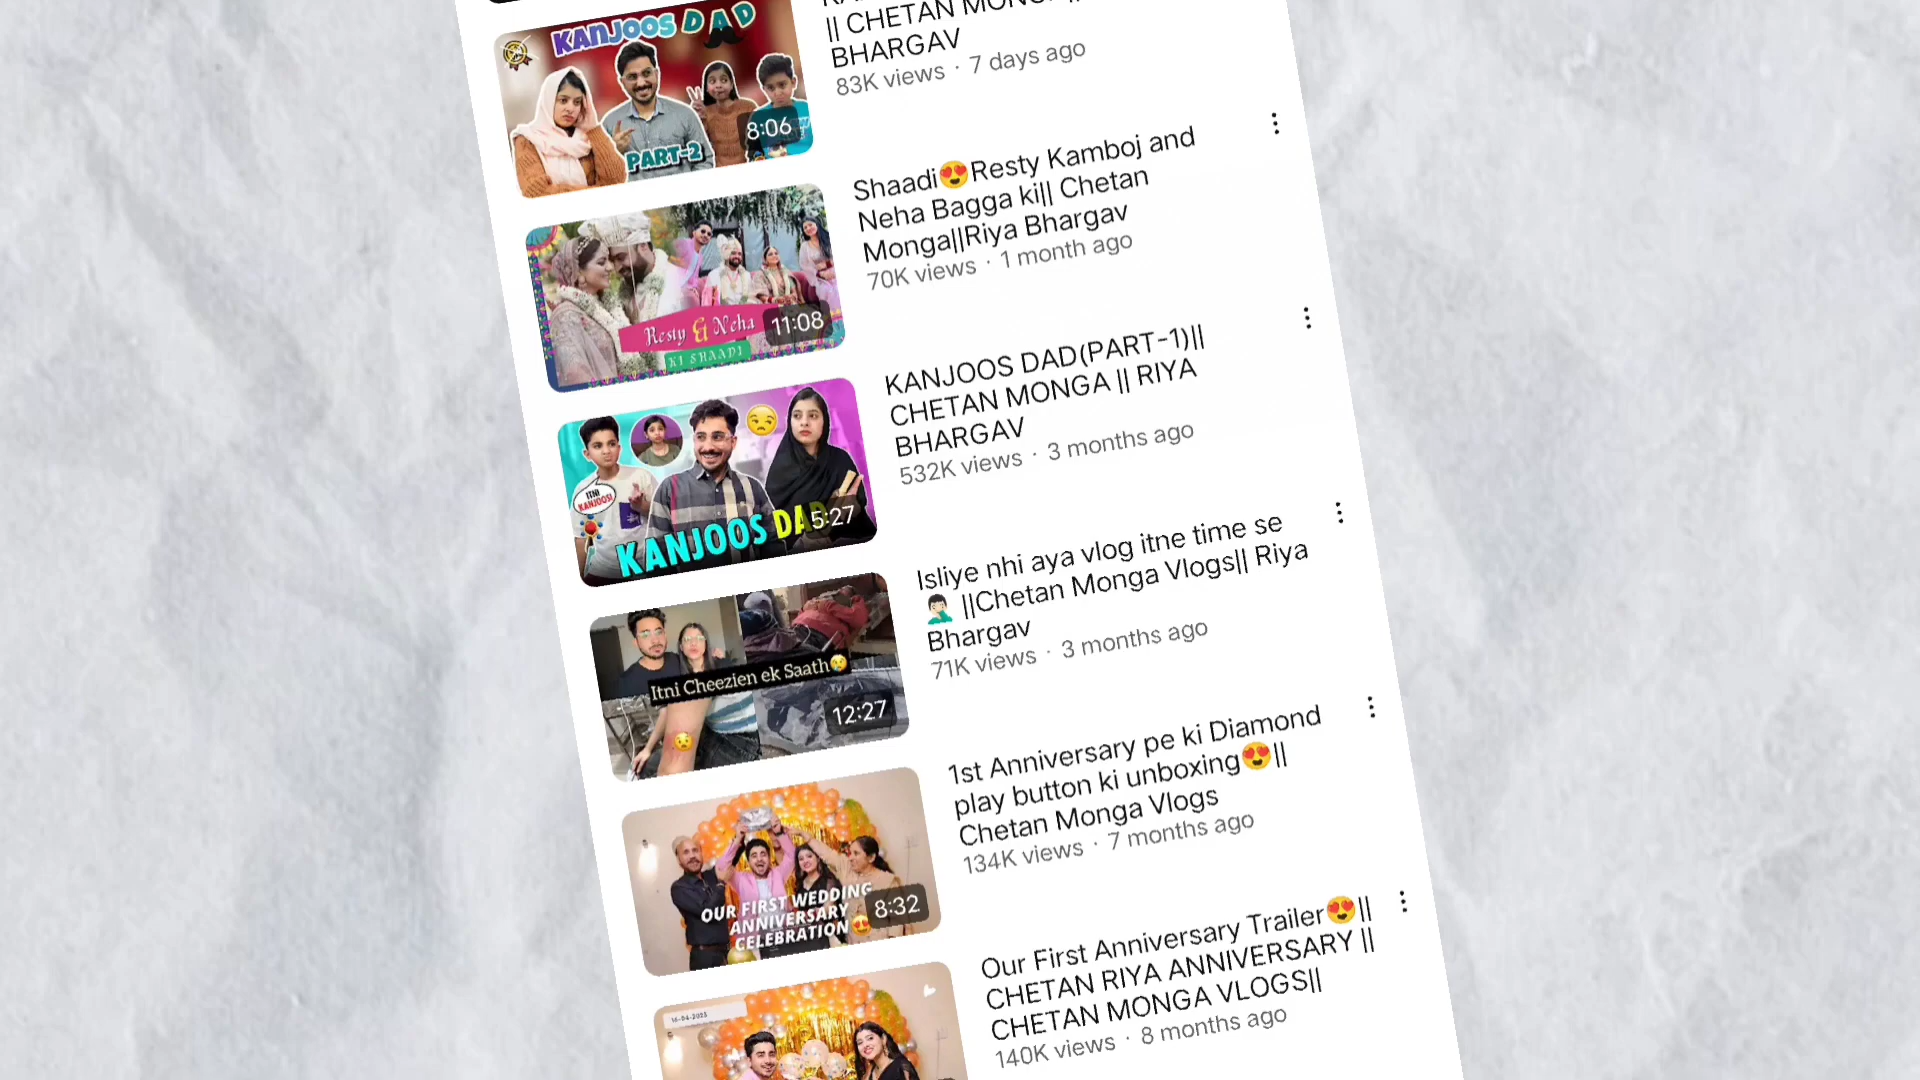 KANJOOS DAD
PART-2
8:06
|| CHETAN MONGA ||
BHARGAV
83K views · 7 days ago
Resty & Neha
KI SHAADI
11:08
Shaadi😍Resty Kamboj and
Neha Bagga ki|| Chetan
Monga||Riya Bhargav
70K views · 1 month ago
ITNI
KANJOOSI
KANJOOS DAD
5:27
KANJOOS DAD(PART-1)||
CHETAN MONGA || RIYA
BHARGAV
532K views · 3 months ago
Itni Cheezien ek Saath😢
12:27
Isliye nhi aya vlog itne time se
🤦🏻‍♂️ ||Chetan Monga Vlogs|| Riya
Bhargav
71K views · 3 months ago
OUR FIRST WEDDING
ANNIVERSARY
CELEBRATION😍
8:32
1st Anniversary pe ki Diamond
play button ki unboxing😍||
Chetan Monga Vlogs
134K views · 7 months ago
16-04-2023
Our First Anniversary Trailer😍||
CHETAN RIYA ANNIVERSARY ||
CHETAN MONGA VLOGS||
140K views · 8 months ago